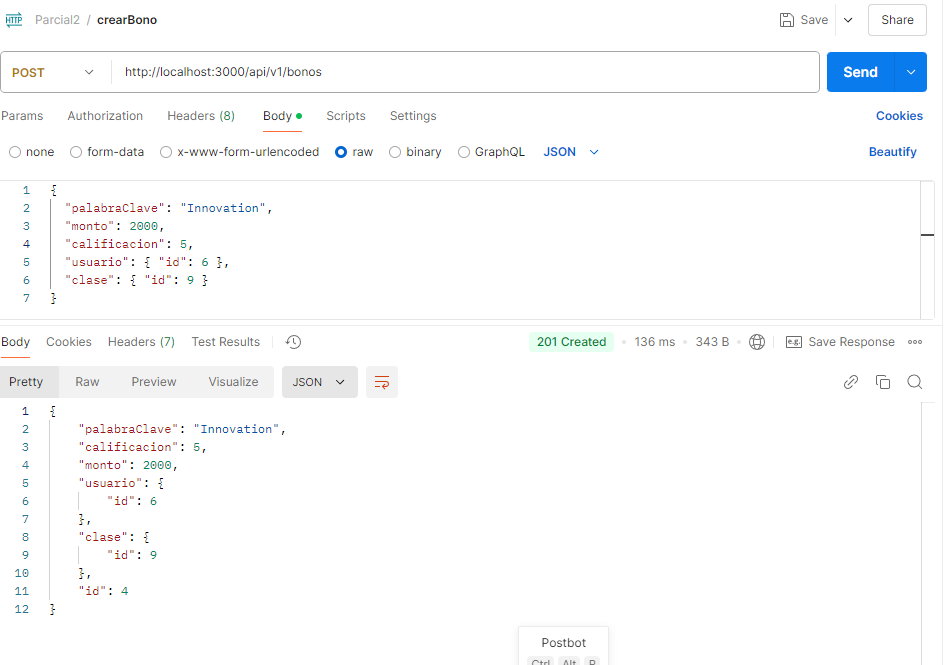 HTTP Parcial2 / crearBono Save Share
POST http://localhost:3000/api/v1/bonos Send
Params Authorization Headers (8) Body Scripts Settings Cookies
none form-data x-www-form-urlencoded raw binary GraphQL JSON Beautify
1 {
2 "palabraClave": "Innovation",
3 "monto": 2000,
4 "calificacion": 5,
5 "usuario": { "id": 6 },
6 "clase": { "id": 9 }
7 }
Body Cookies Headers (7) Test Results 201 Created 136 ms 343 B e.g. Save Response
Pretty Raw Preview Visualize JSON
1 {
2 "palabraClave": "Innovation",
3 "calificacion": 5,
4 "monto": 2000,
5 "usuario": {
6 "id": 6
7 },
8 "clase": {
9 "id": 9
10 },
11 "id": 4
12 }
Postbot
Ctrl Alt P